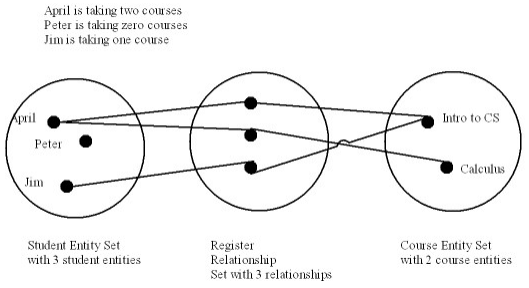 April is taking two courses
Peter is taking zero courses
Jim is taking one course
April
Intro to CS
Peter
Calculus
Jim
Student Entity Set
with 3 student entities
Register
Relationship
Set with 3 relationships
Course Entity Set
with 2 course entities